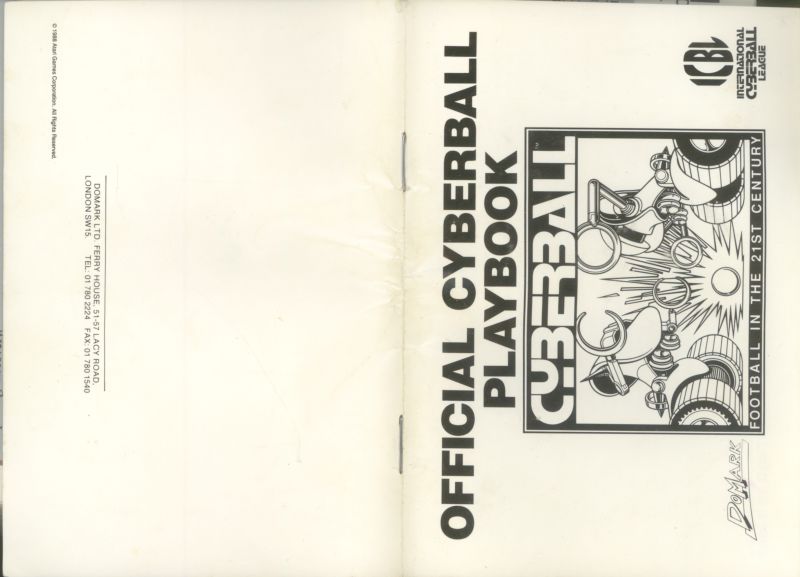 OFFICIAL CYBERBALL
PLAYBOOK
CYBERBALL™
FOOTBALL IN THE 21ST CENTURY
ICBL
INTERNATIONAL
CYBERBALL
LEAGUE
DOMARK
DOMARK LTD FERRY HOUSE, 51-57 LACY ROAD,
LONDON SW15. TEL: 01 780 2224 FAX: 01 780 1540
© 1988 Atari Games Corporation. All Rights Reserved.